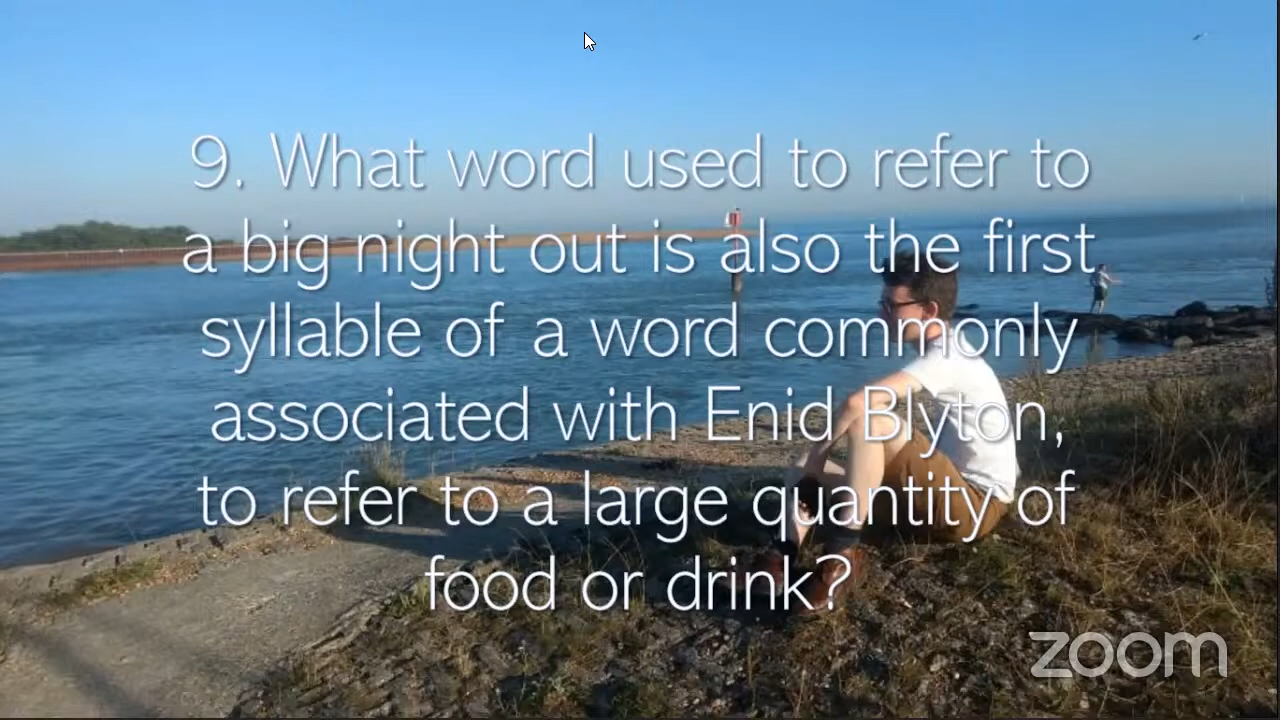 9. What word used to refer to
a big night out is also the first
syllable of a word commonly
associated with Enid Blyton,
to refer to a large quantity of
food or drink?
zoom